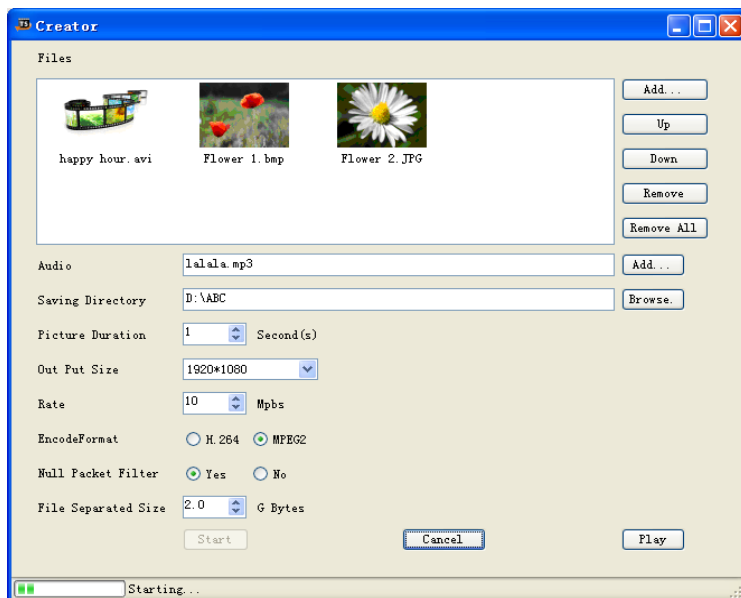 TS Creator
Files
happy hour.avi
Flower 1.bmp
Flower 2.JPG
Add...
Up
Down
Remove
Remove All
Audio lalala.mp3 Add...
Saving Directory D:\ABC Browse.
Picture Duration 1 Second(s)
Out Put Size 1920*1080
Rate 10 Mpbs
EncodeFormat H.264 MPEG2
Null Packet Filter Yes No
File Separated Size 2.0 G Bytes
Start Cancel Play
Starting...